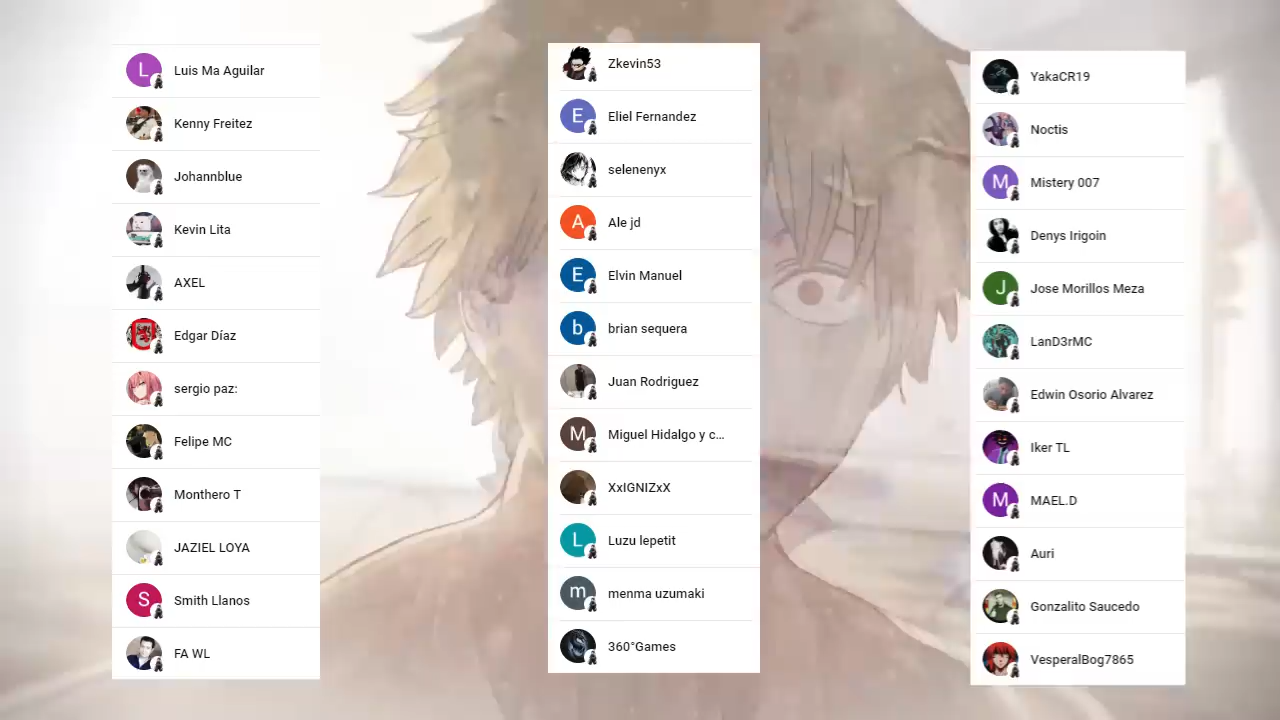 L Luis Ma Aguilar
Kenny Freitez
Johannblue
Kevin Lita
AXEL
Edgar Díaz
sergio paz:
Felipe MC
Monthero T
JAZIEL LOYA
S Smith Llanos
FA WL
Zkevin53
E Eliel Fernandez
selenenyx
A Ale jd
E Elvin Manuel
b brian sequera
Juan Rodriguez
M Miguel Hidalgo y c...
XxIGNIZxX
L Luzu lepetit
m menma uzumaki
360°Games
YakaCR19
Noctis
M Mistery 007
Denys Irigoin
J Jose Morillos Meza
LanD3rMC
Edwin Osorio Alvarez
Iker TL
M MAEL.D
Auri
Gonzalito Saucedo
VesperalBog7865